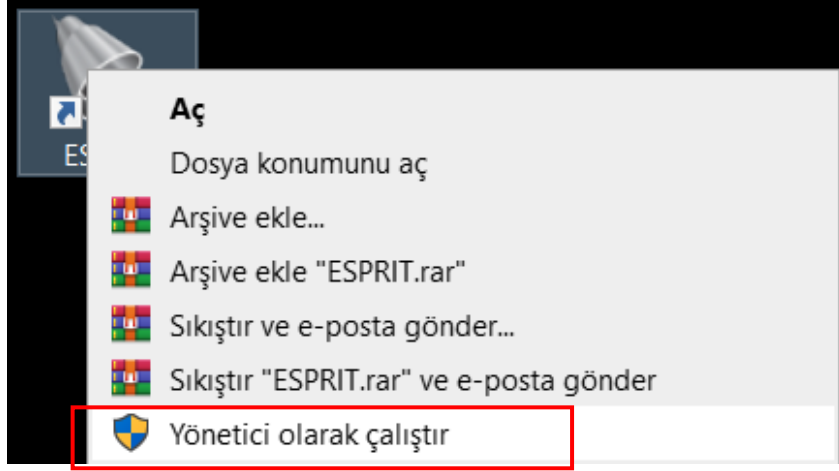 ES
Aç
Dosya konumunu aç
Arşive ekle...
Arşive ekle "ESPRIT.rar"
Sıkıştır ve e-posta gönder...
Sıkıştır "ESPRIT.rar" ve e-posta gönder
Yönetici olarak çalıştır